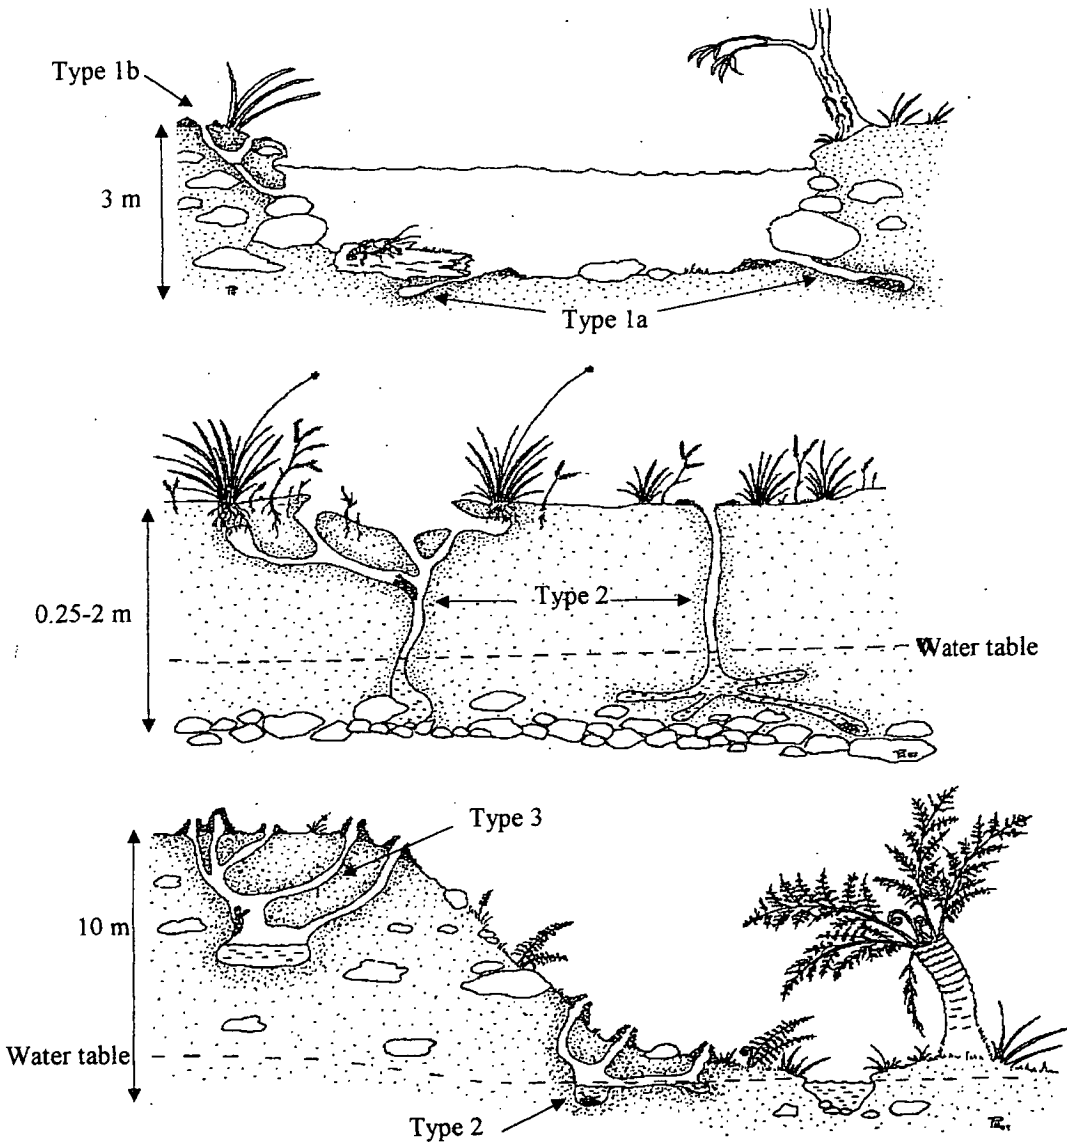 Type 1b
3 m
Type 1a
Type 2
0.25-2 m
Water table
Type 3
10 m
Water table
Type 2